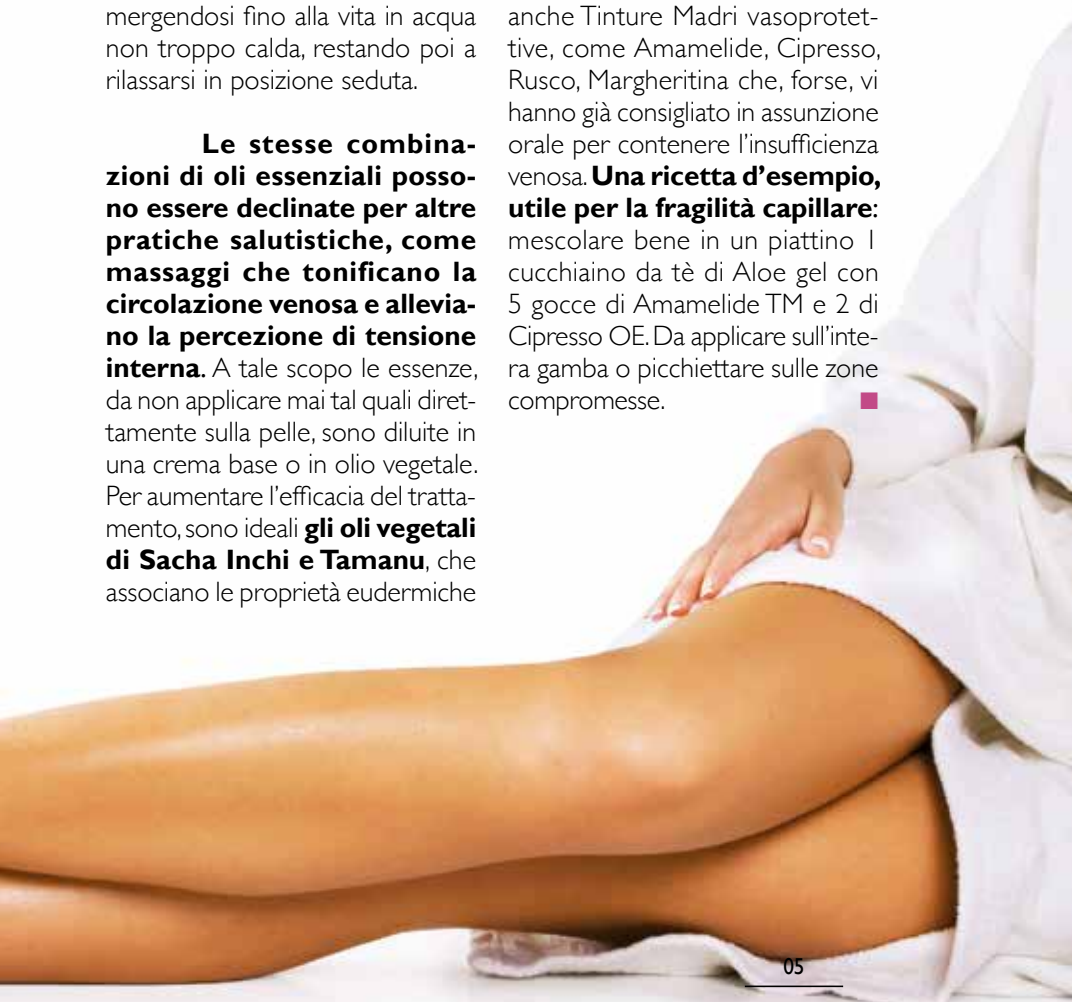 mergendosi fino alla vita in acqua
non troppo calda, restando poi a
rilassarsi in posizione seduta.
Le stesse combina-
zioni di oli essenziali posso-
no essere declinate per altre
pratiche salutistiche, come
massaggi che tonificano la
circolazione venosa e allevia-
no la percezione di tensione
interna. A tale scopo le essenze,
da non applicare mai tal quali diret-
tamente sulla pelle, sono diluite in
una crema base o in olio vegetale.
Per aumentare l’efficacia del tratta-
mento, sono ideali gli oli vegetali
di Sacha Inchi e Tamanu, che
associano le proprietà eudermiche
anche Tinture Madri vasoprotet-
tive, come Amamelide, Cipresso,
Rusco, Margheritina che, forse, vi
hanno già consigliato in assunzione
orale per contenere l’insufficienza
venosa. Una ricetta d’esempio,
utile per la fragilità capillare:
mescolare bene in un piattino 1
cucchiaino da tè di Aloe gel con
5 gocce di Amamelide TM e 2 di
Cipresso OE. Da applicare sull’inte-
ra gamba o picchiettare sulle zone
compromesse.
05